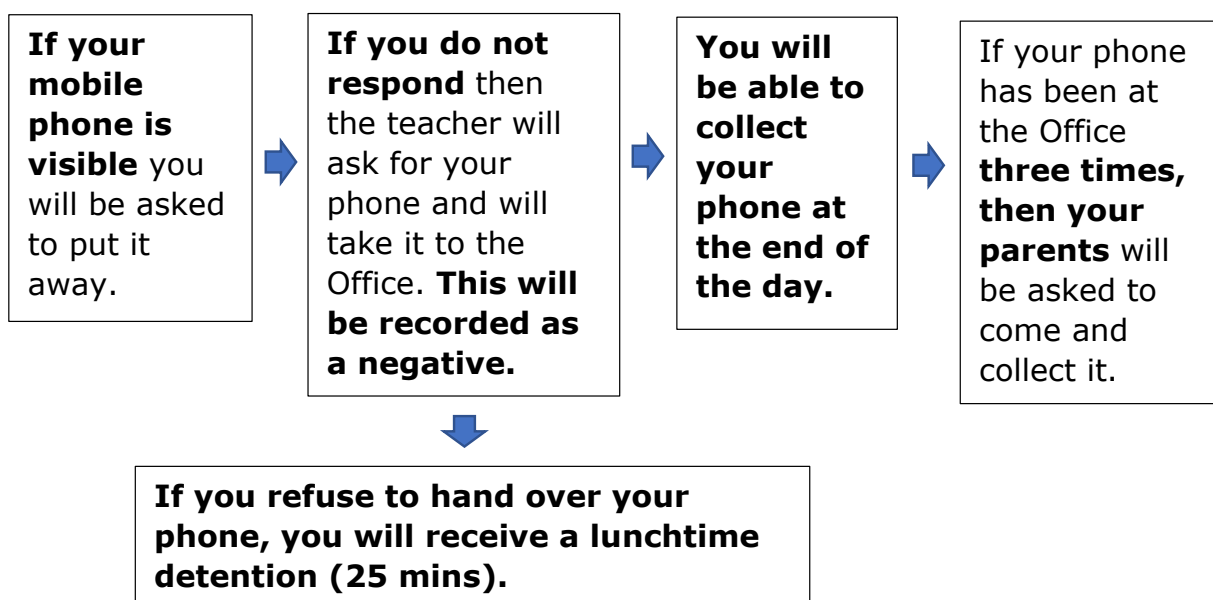 If your
mobile
phone is
visible you
will be asked
to put it
away.
If you do not
respond then
the teacher will
ask for your
phone and will
take it to the
Office. This will
be recorded as
a negative.
You will
be able to
collect
your
phone at
the end of
the day.
If your phone
has been at
the Office
three times,
then your
parents will
be asked to
come and
collect it.
If you refuse to hand over your
phone, you will receive a lunchtime
detention (25 mins).